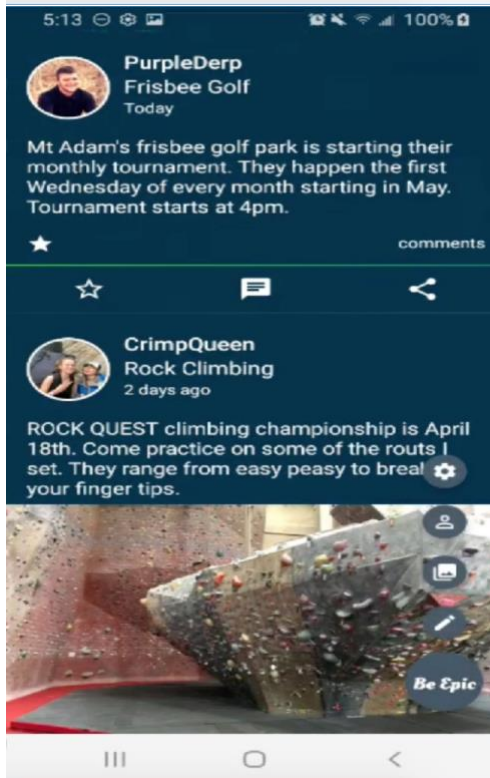 5:13
100%
PurpleDerp
Frisbee Golf
Today
Mt Adam's frisbee golf park is starting their
monthly tournament. They happen the first
Wednesday of every month starting in May.
Tournament starts at 4pm.
comments
CrimpQueen
Rock Climbing
2 days ago
ROCK QUEST climbing championship is April
18th. Come practice on some of the routs I
set. They range from easy peasy to
your finger tips.
Be Epic